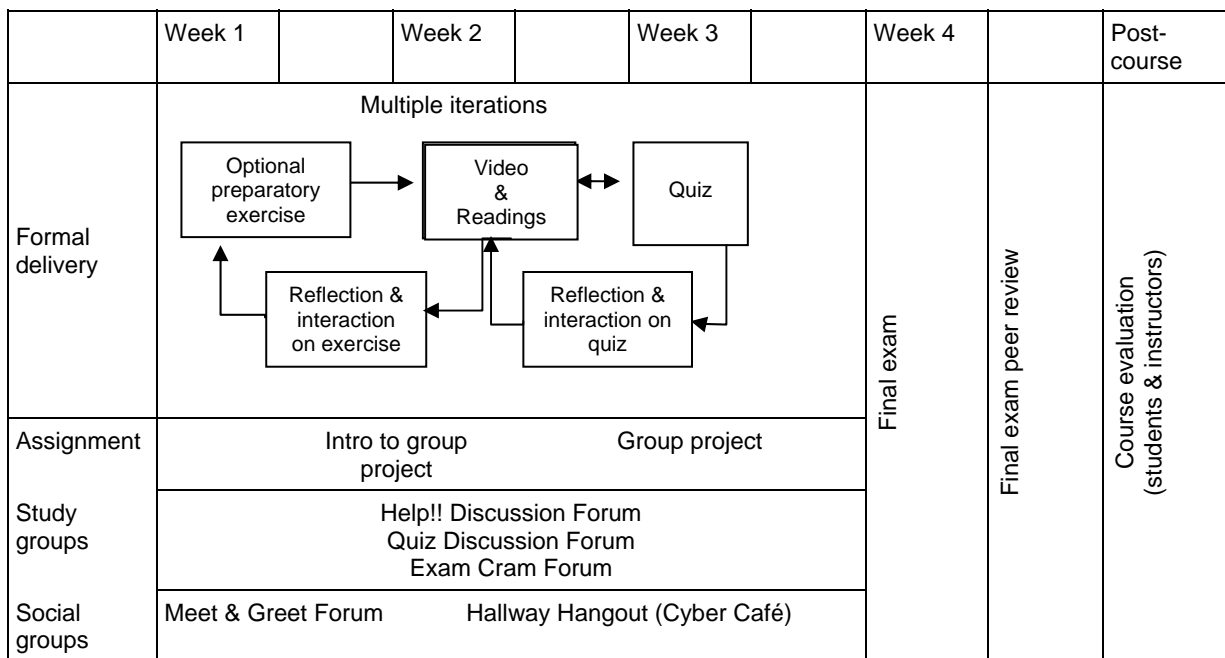 Week 1
Week 2
Week 3
Week 4
Post-
course
Formal
delivery
Multiple iterations
Optional
preparatory
exercise
Video
&
Readings
Quiz
Reflection &
interaction
on exercise
Reflection &
interaction on
quiz
Assignment
Intro to group
project
Group project
Study
groups
Help!! Discussion Forum
Quiz Discussion Forum
Exam Cram Forum
Social
groups
Meet & Greet Forum
Hallway Hangout (Cyber Café)
Final exam
Final exam peer review
Course evaluation
(students & instructors)